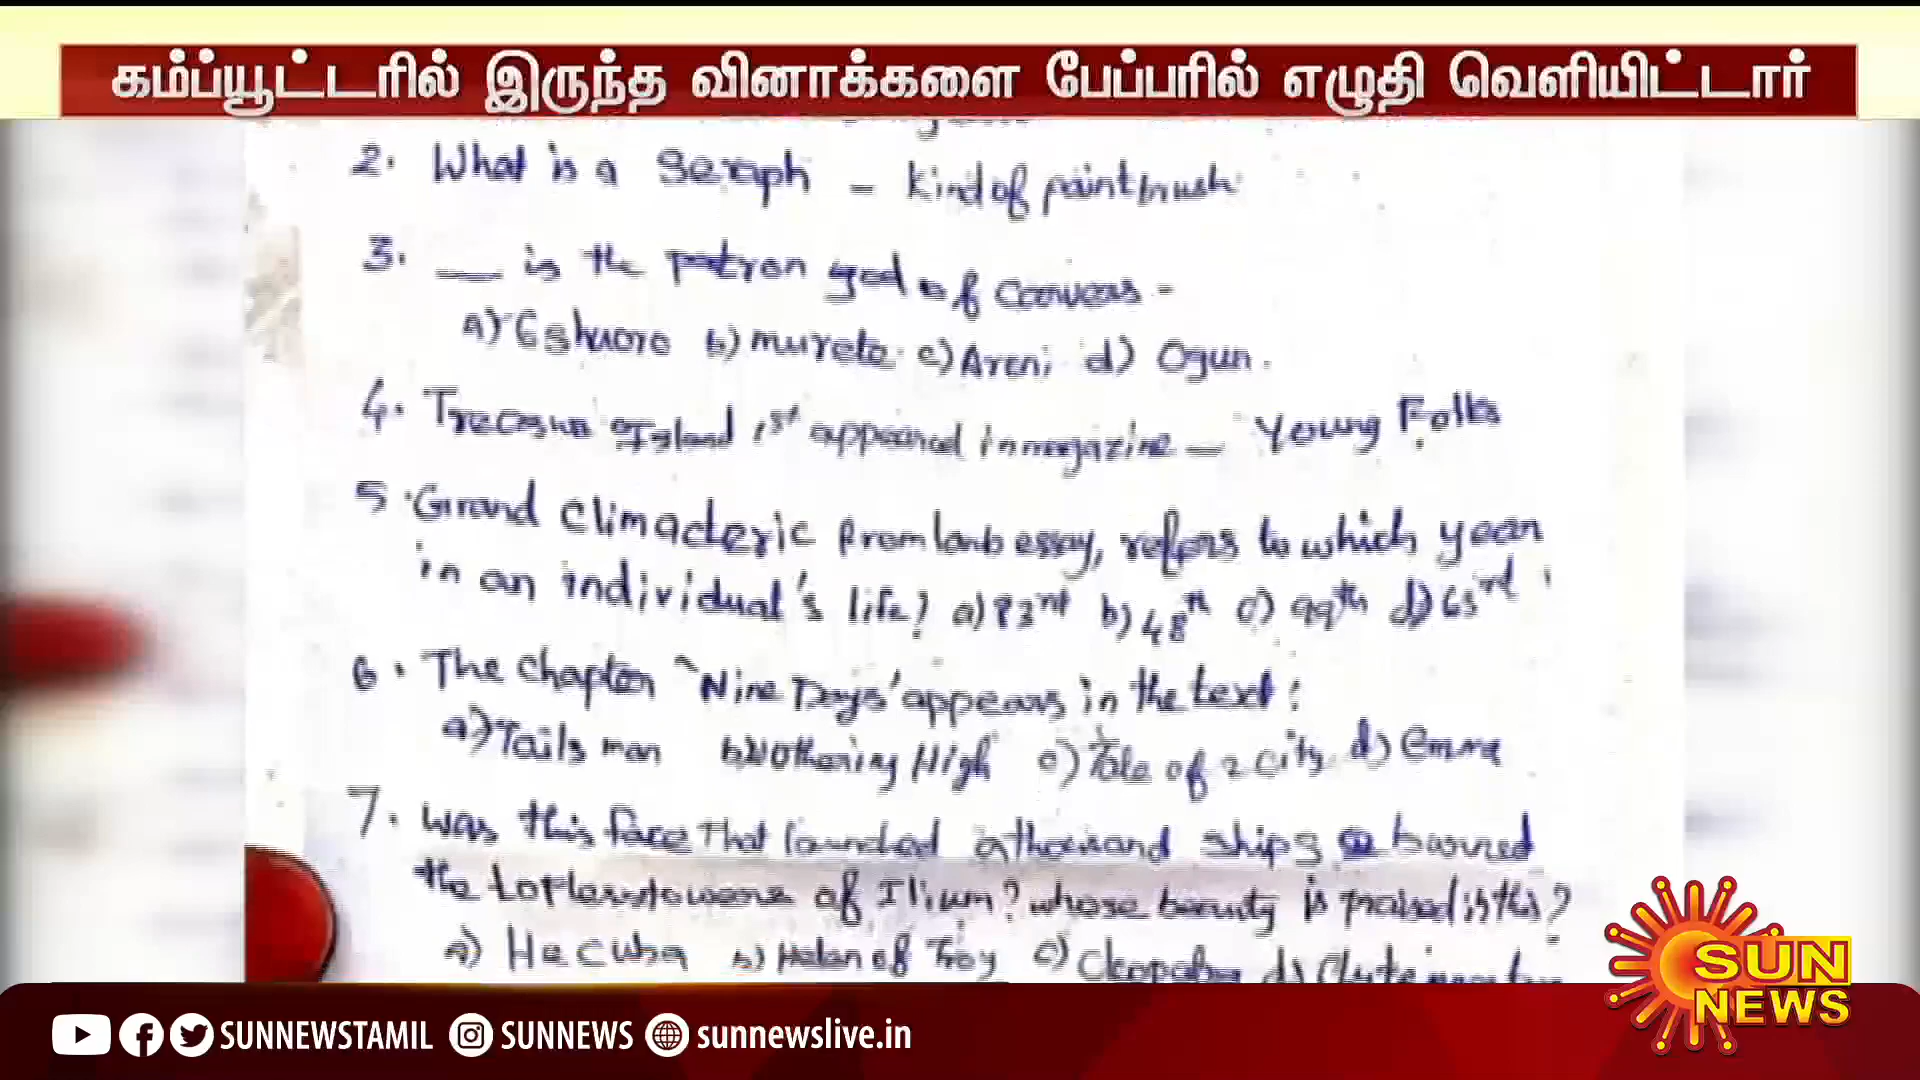 கம்ப்யூட்டரில் இருந்த வினாக்களை பேப்பரில் எழுதி வெளியிட்டார்
2. What is a Seraph - Kind of paintbrush
3. __ is the patron god of Carvers -
a) Eshuoro b) murete c) Areni d) Ogun.
4. Treasure Island 1st appeared in magazine - Young Folks
5. Grand climacteric from lamb essay, refers to which year
in an individual's life? a) 83rd b) 48th c) 99th d) 63rd
6. The chapter 'Nine Days' appears in the text:
a) Talisman b) Wothering High c) Tale of 2 City d) Emma
7. Was this face that launched a thousand ships & burned
the topless towers of Ilium? whose beauty is praised is this?
a) Hecuba b) Helen of Troy c) Cleopatra d)
SUN
NEWS
SUNNEWSTAMIL SUNNEWS sunnewslive.in